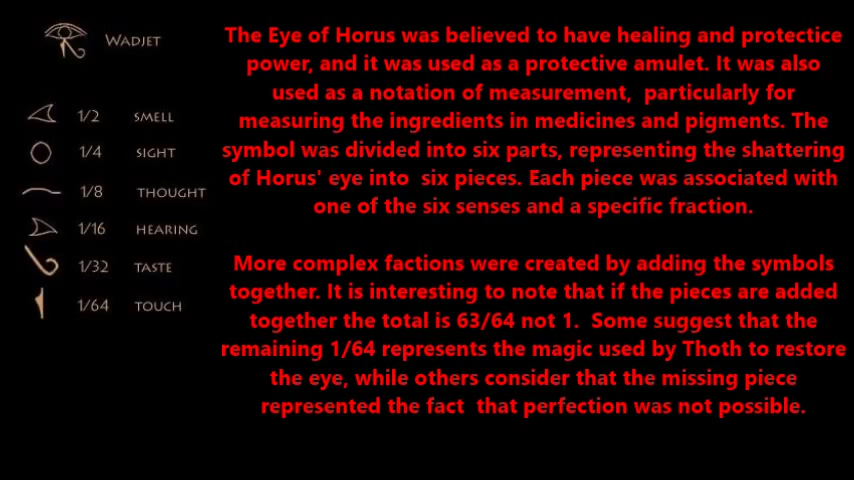 WADJET
1/2 SMELL
1/4 SIGHT
1/8 THOUGHT
1/16 HEARING
1/32 TASTE
1/64 TOUCH
The Eye of Horus was believed to have healing and protectice
power, and it was used as a protective amulet. It was also
used as a notation of measurement, particularly for
measuring the ingredients in medicines and pigments. The
symbol was divided into six parts, representing the shattering
of Horus' eye into six pieces. Each piece was associated with
one of the six senses and a specific fraction.
More complex factions were created by adding the symbols
together. It is interesting to note that if the pieces are added
together the total is 63/64 not 1. Some suggest that the
remaining 1/64 represents the magic used by Thoth to restore
the eye, while others consider that the missing piece
represented the fact that perfection was not possible.